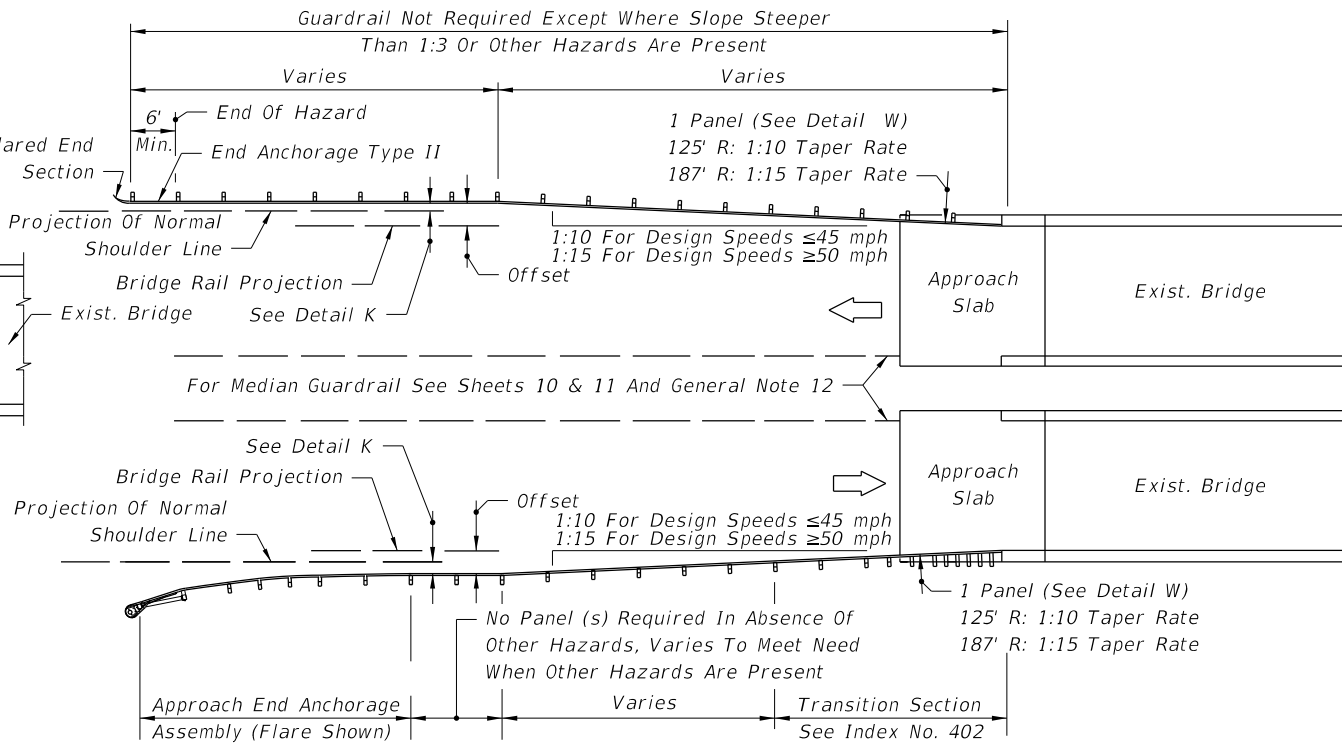 Guardrail Not Required Except Where Slope Steeper
Than 1:3 Or Other Hazards Are Present
Varies
Varies
6'
Min.
End Of Hazard
End Anchorage Type II
lared End
Section
1 Panel (See Detail W)
125' R: 1:10 Taper Rate
187' R: 1:15 Taper Rate
Projection Of Normal
Shoulder Line
1:10 For Design Speeds ≤45 mph
1:15 For Design Speeds ≥50 mph
Bridge Rail Projection
Offset
Exist. Bridge
See Detail K
Approach
Slab
Exist. Bridge
For Median Guardrail See Sheets 10 & 11 And General Note 12
See Detail K
Bridge Rail Projection
Projection Of Normal
Shoulder Line
Offset
1:10 For Design Speeds ≤45 mph
1:15 For Design Speeds ≥50 mph
Approach
Slab
Exist. Bridge
1 Panel (See Detail W)
125' R: 1:10 Taper Rate
187' R: 1:15 Taper Rate
No Panel (s) Required In Absence Of
Other Hazards, Varies To Meet Need
When Other Hazards Are Present
Approach End Anchorage
Assembly (Flare Shown)
Varies
Transition Section
See Index No. 402